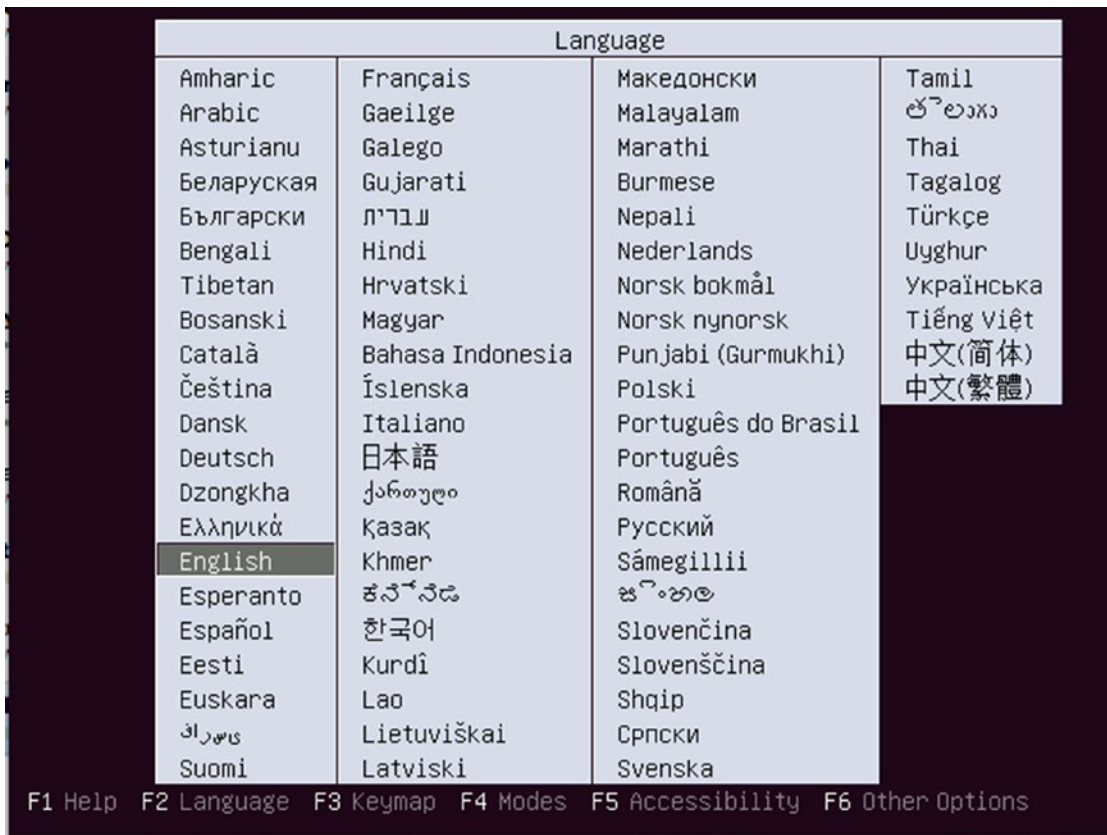 Language
Amharic
Arabic
Asturianu
Беларуская
Български
Bengali
Tibetan
Bosanski
Català
Čeština
Dansk
Deutsch
Dzongkha
Ελληνικά
English
Esperanto
Español
Eesti
Euskara
فارسی
Suomi
Français
Gaeilge
Galego
Gujarati
עברית
Hindi
Hrvatski
Magyar
Bahasa Indonesia
Íslenska
Italiano
日本語
ქართული
Қазақ
Khmer
ಕನ್ನಡ
한국어
Kurdî
Lao
Lietuviškai
Latviski
Македонски
Malayalam
Marathi
Burmese
Nepali
Nederlands
Norsk bokmål
Norsk nynorsk
Punjabi (Gurmukhi)
Polski
Português do Brasil
Português
Română
Русский
Sámegillii
සිංහල
Slovenčina
Slovenščina
Shqip
Српски
Svenska
Tamil
తెలుగు
Thai
Tagalog
Türkçe
Uyghur
Українська
Tiếng Việt
中文(简体)
中文(繁體)
F1 Help F2 Language F3 Keymap F4 Modes F5 Accessibility F6 Other Options